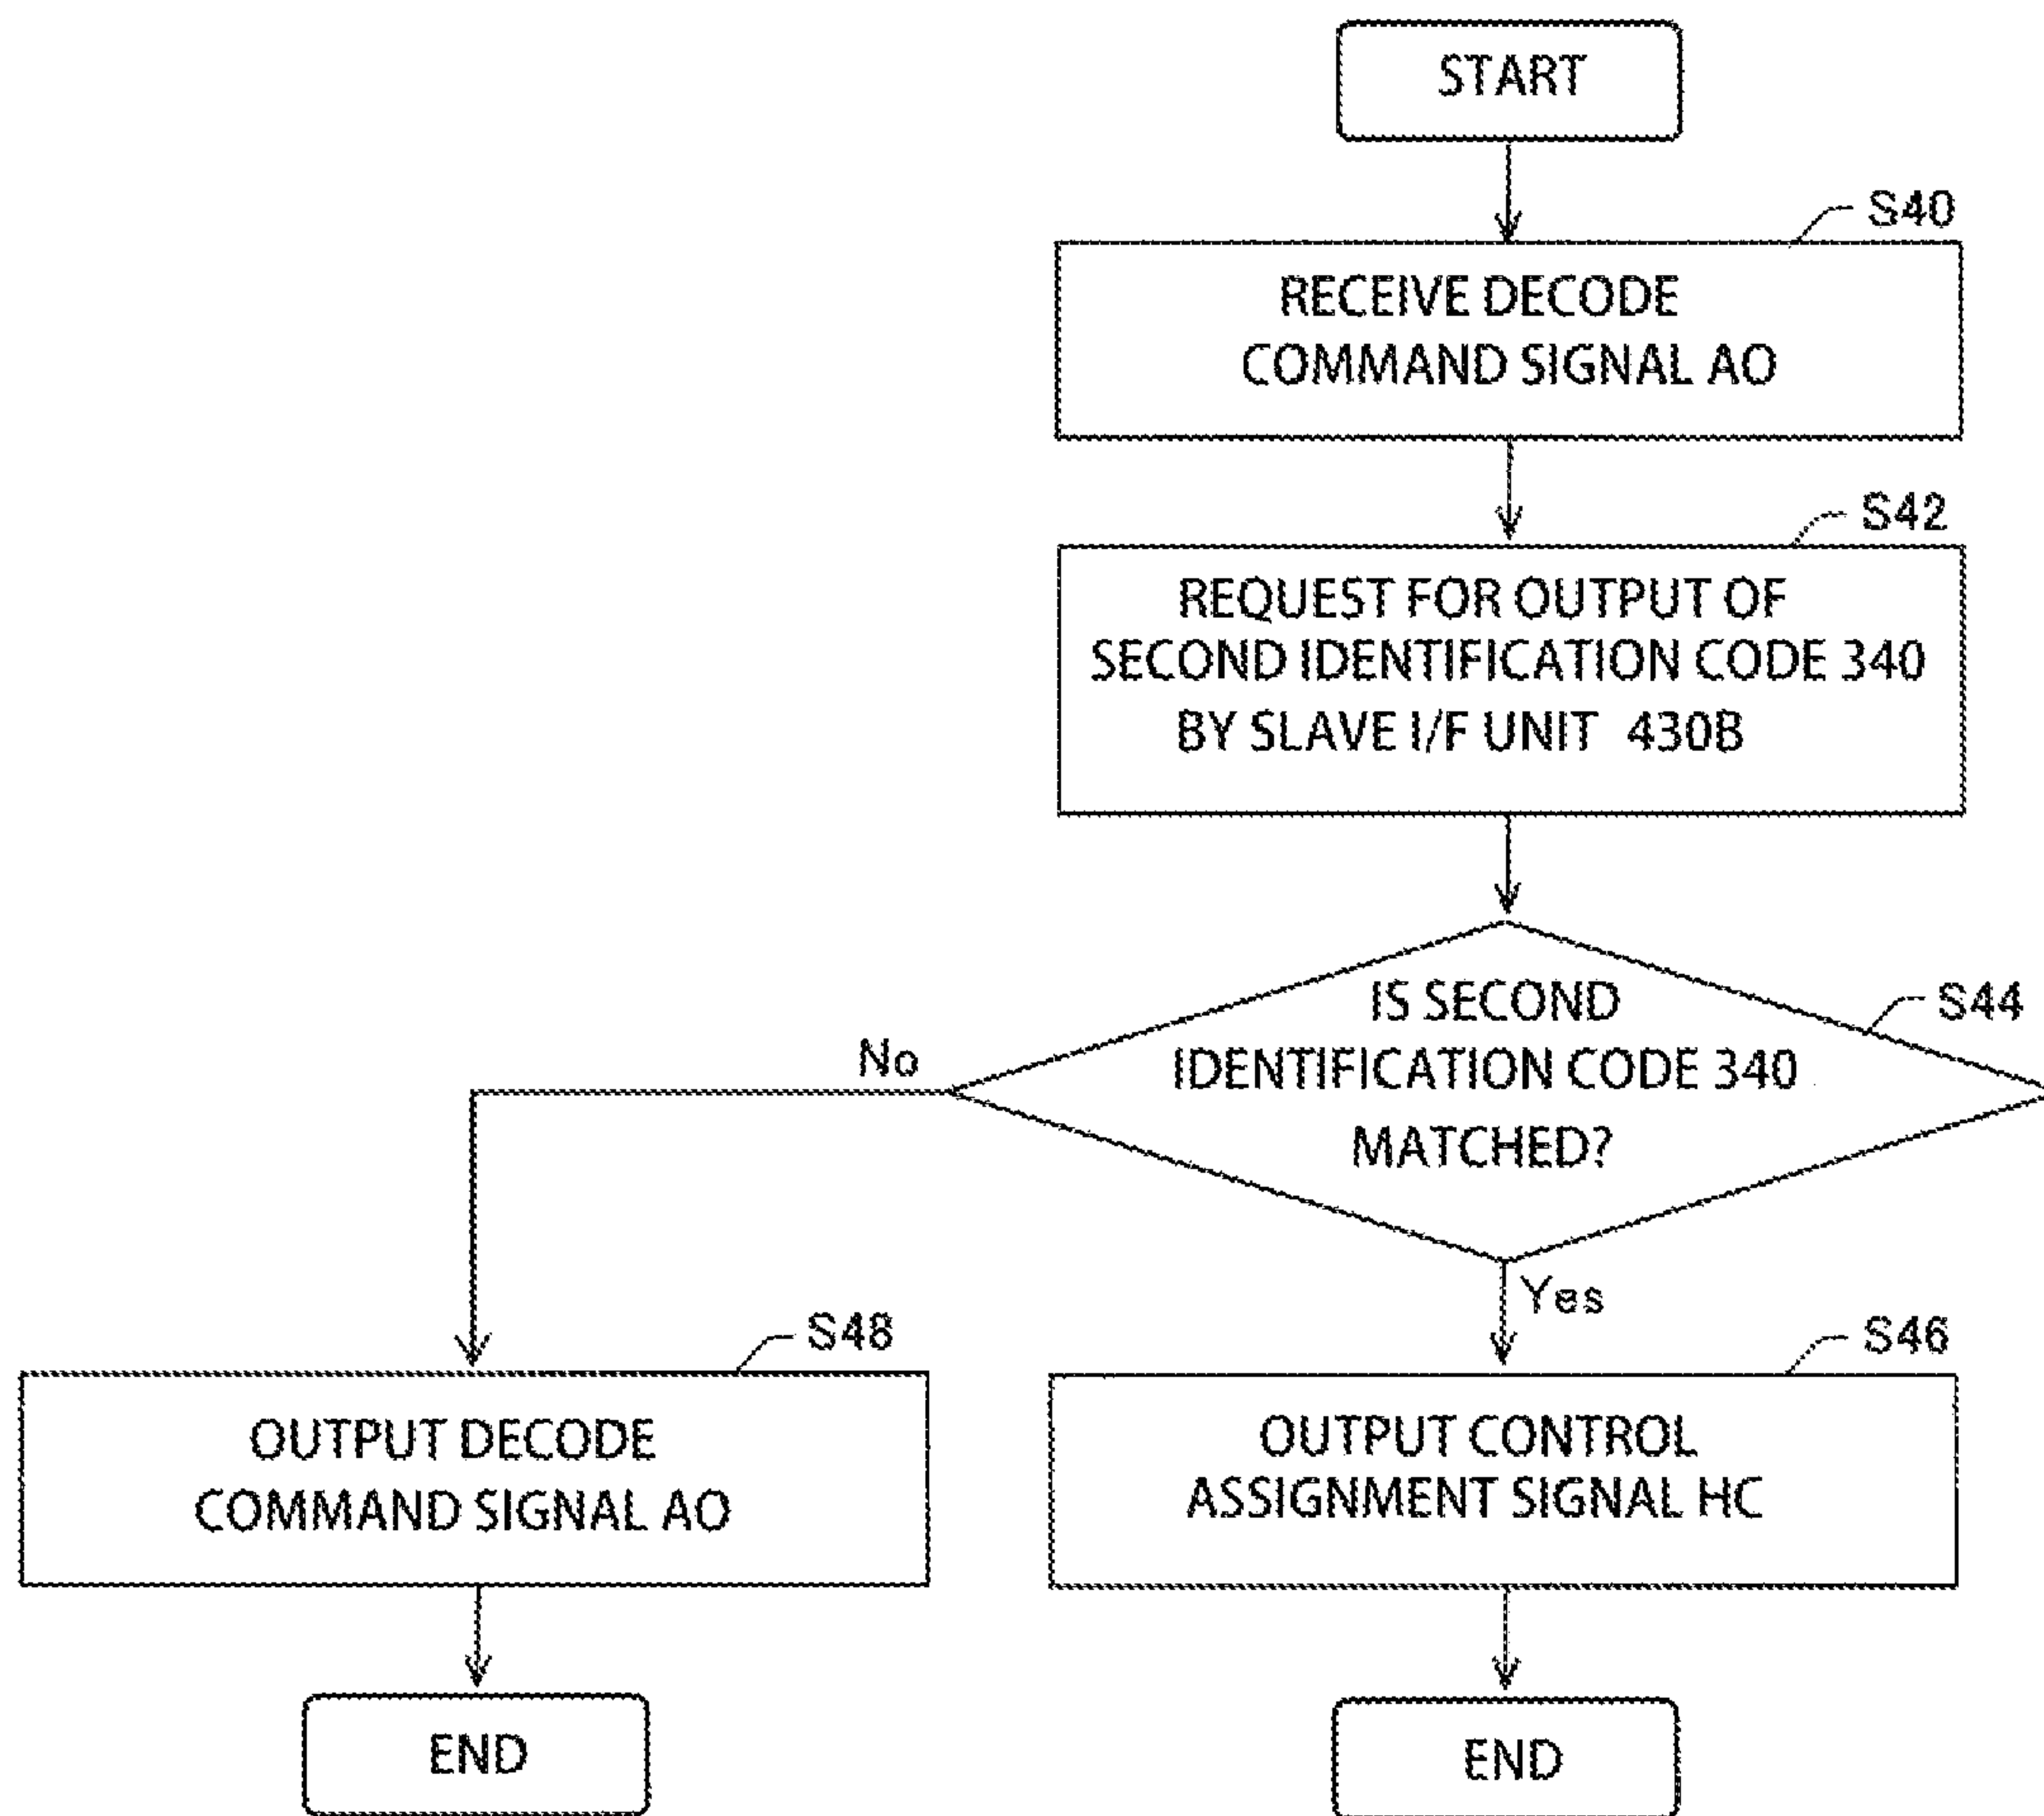 START
S40
RECEIVE DECODE
COMMAND SIGNAL AO
S42
REQUEST FOR OUTPUT OF
SECOND IDENTIFICATION CODE 340
BY SLAVE I/F UNIT 430B
S44
IS SECOND
IDENTIFICATION CODE 340
MATCHED?
No
Yes
S48
OUTPUT DECODE
COMMAND SIGNAL AO
S46
OUTPUT CONTROL
ASSIGNMENT SIGNAL HC
END
END